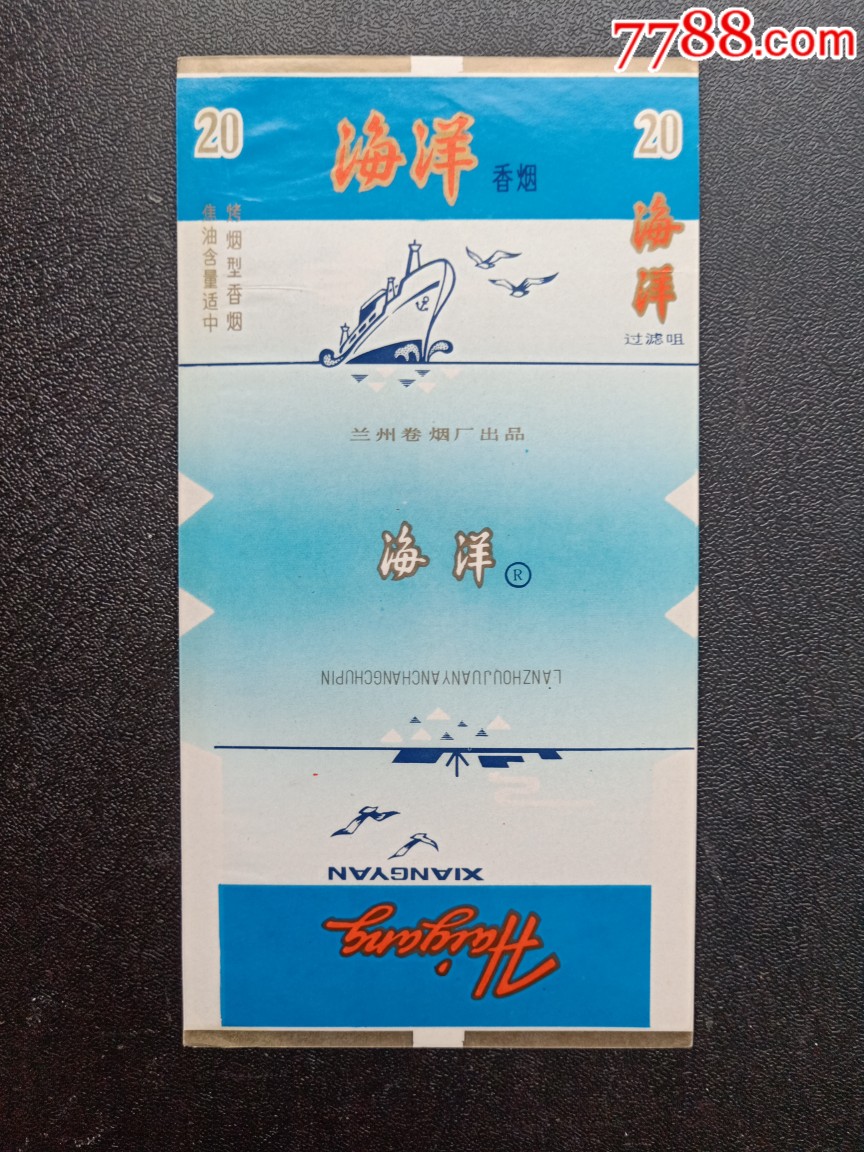 7788.com
20
海洋 香烟
20
烤烟型香烟
焦油含量适中
海洋
过滤咀
兰州卷烟厂出品
海洋 ®
LANZHOUJUANYANCHANGCHUPIN
XIANGYAN
Haiyang